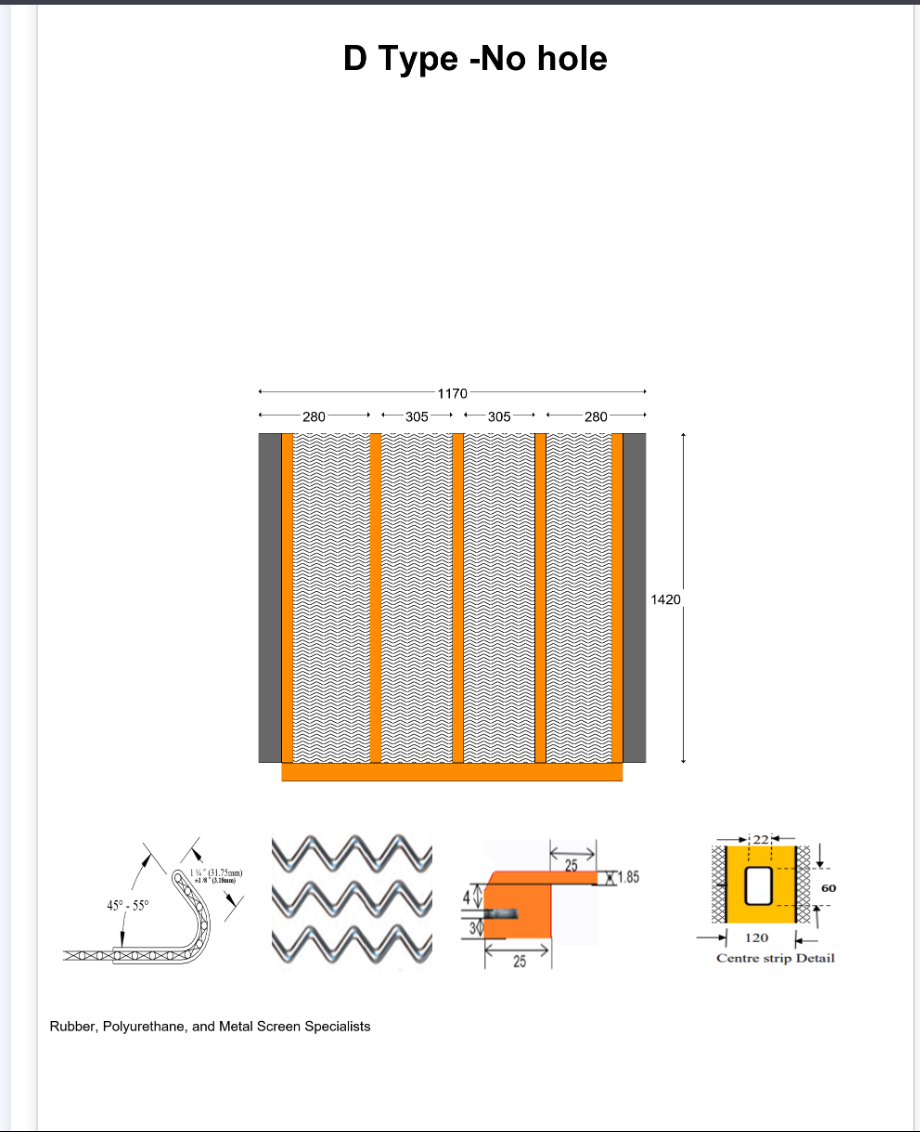 D Type -No hole
1170
280 305 305 280
1420
22
25
1.85
1 ¼" (31.75mm)
±1/8" (3.18mm)
60
4
45° - 55°
3
120
25
Centre strip Detail
Rubber, Polyurethane, and Metal Screen Specialists